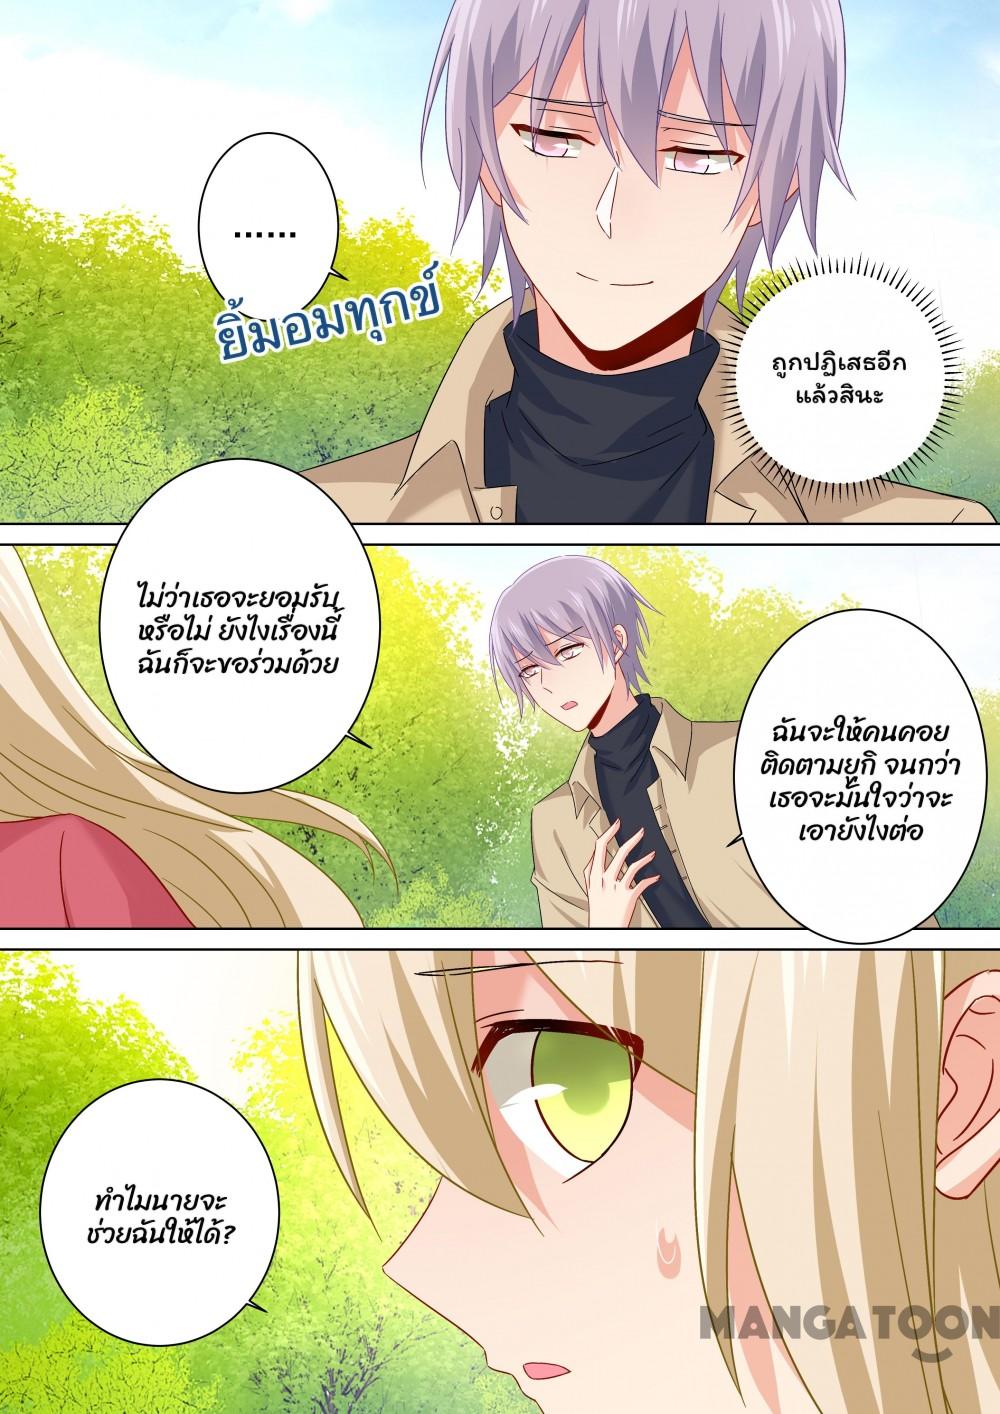 ......
ยิ้มอมทุกข์
ถูกปฏิเสธอีก
แล้วสินะ
ไม่ว่าเธอจะยอมรับ
หรือไม่ ยังไงเรื่องนี้
ฉันก็จะขอร่วมด้วย
ฉันจะให้คนคอย
ติดตามยูกิ จนกว่า
เธอจะมั่นใจว่าจะ
เอายังไงต่อ
ทำไมนายจะ
ช่วยฉันให้ได้?
MANGATOON